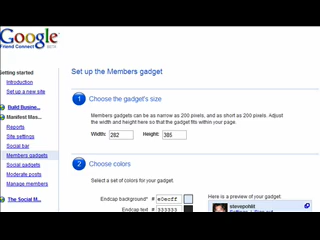 Google
Friend Connect BETA
Getting started
Introduction
Set up a new site
Build Busine...
Manifest Mas...
Reports
Site settings
Social bar
Members gadgets
Social gadgets
Moderate posts
Manage members
The Social M...
Set up the Members gadget
1 Choose the gadget's size
Members gadgets can be as narrow as 200 pixels, and as short as 200 pixels. Adjust
the width and height here so that the gadget fits within your page.
Width: 282 Height: 385
2 Choose colors
Select a set of colors for your gadget.
Endcap background* # e0ecff
Endcap text # 333333
Here is a preview of your gadget.
stevepohlit